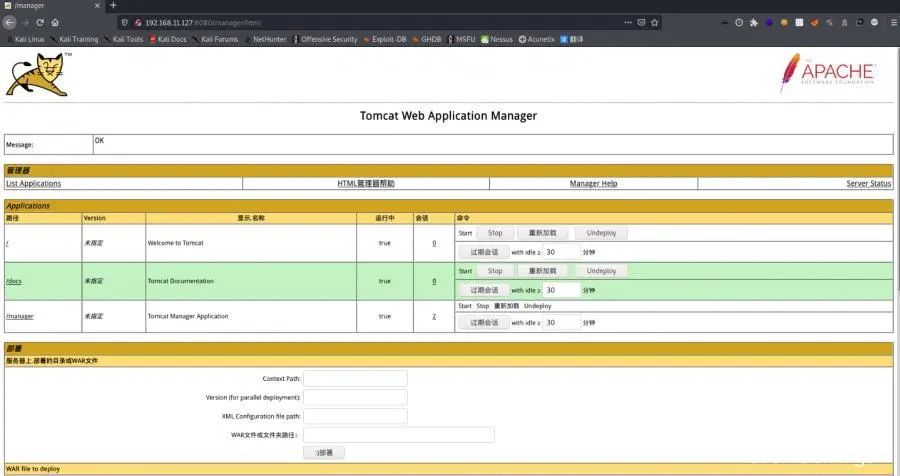 /manager
192.168.11.127:8080/manager/html
Kali Linux Kali Training Kali Tools Kali Docs Kali Forums NetHunter Offensive Security Exploit-DB GHDB MSFU Nessus Acunetix 翻译
TM
APACHE
SOFTWARE FOUNDATION
Tomcat Web Application Manager
Message: OK
管理器
List Applications HTML管理器帮助 Manager Help Server Status
Applications
路径 Version 显示.名称 运行中 会话 命令
/ 未指定 Welcome to Tomcat true 0 Start Stop 重新加载 Undeploy
过期会话 with idle ≥ 30 分钟
/docs 未指定 Tomcat Documentation true 0 Start Stop 重新加载 Undeploy
过期会话 with idle ≥ 30 分钟
/manager 未指定 Tomcat Manager Application true 2 Start Stop 重新加载 Undeploy
过期会话 with idle ≥ 30 分钟
部署
服务器上.部署的目录或WAR文件
Context Path:
Version (for parallel deployment):
XML Configuration file path:
WAR文件或文件夹路径:
:)部署
WAR file to deploy